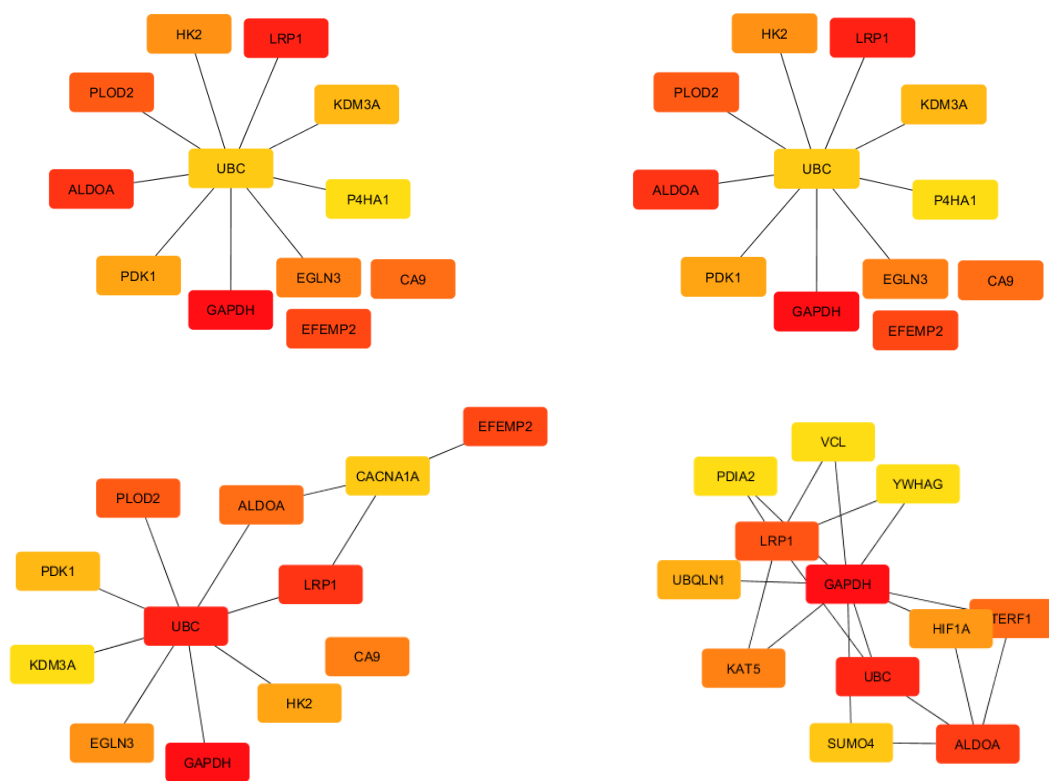 HK2
LRP1
PLOD2
KDM3A
UBC
ALDOA
P4HA1
PDK1
EGLN3
CA9
GAPDH
EFEMP2
HK2
LRP1
PLOD2
KDM3A
UBC
ALDOA
P4HA1
PDK1
EGLN3
CA9
GAPDH
EFEMP2
EFEMP2
CACNA1A
PLOD2
ALDOA
PDK1
LRP1
UBC
KDM3A
CA9
HK2
EGLN3
GAPDH
VCL
PDIA2
YWHAG
LRP1
UBQLN1
GAPDH
HIF1A
TERF1
KAT5
UBC
SUMO4
ALDOA